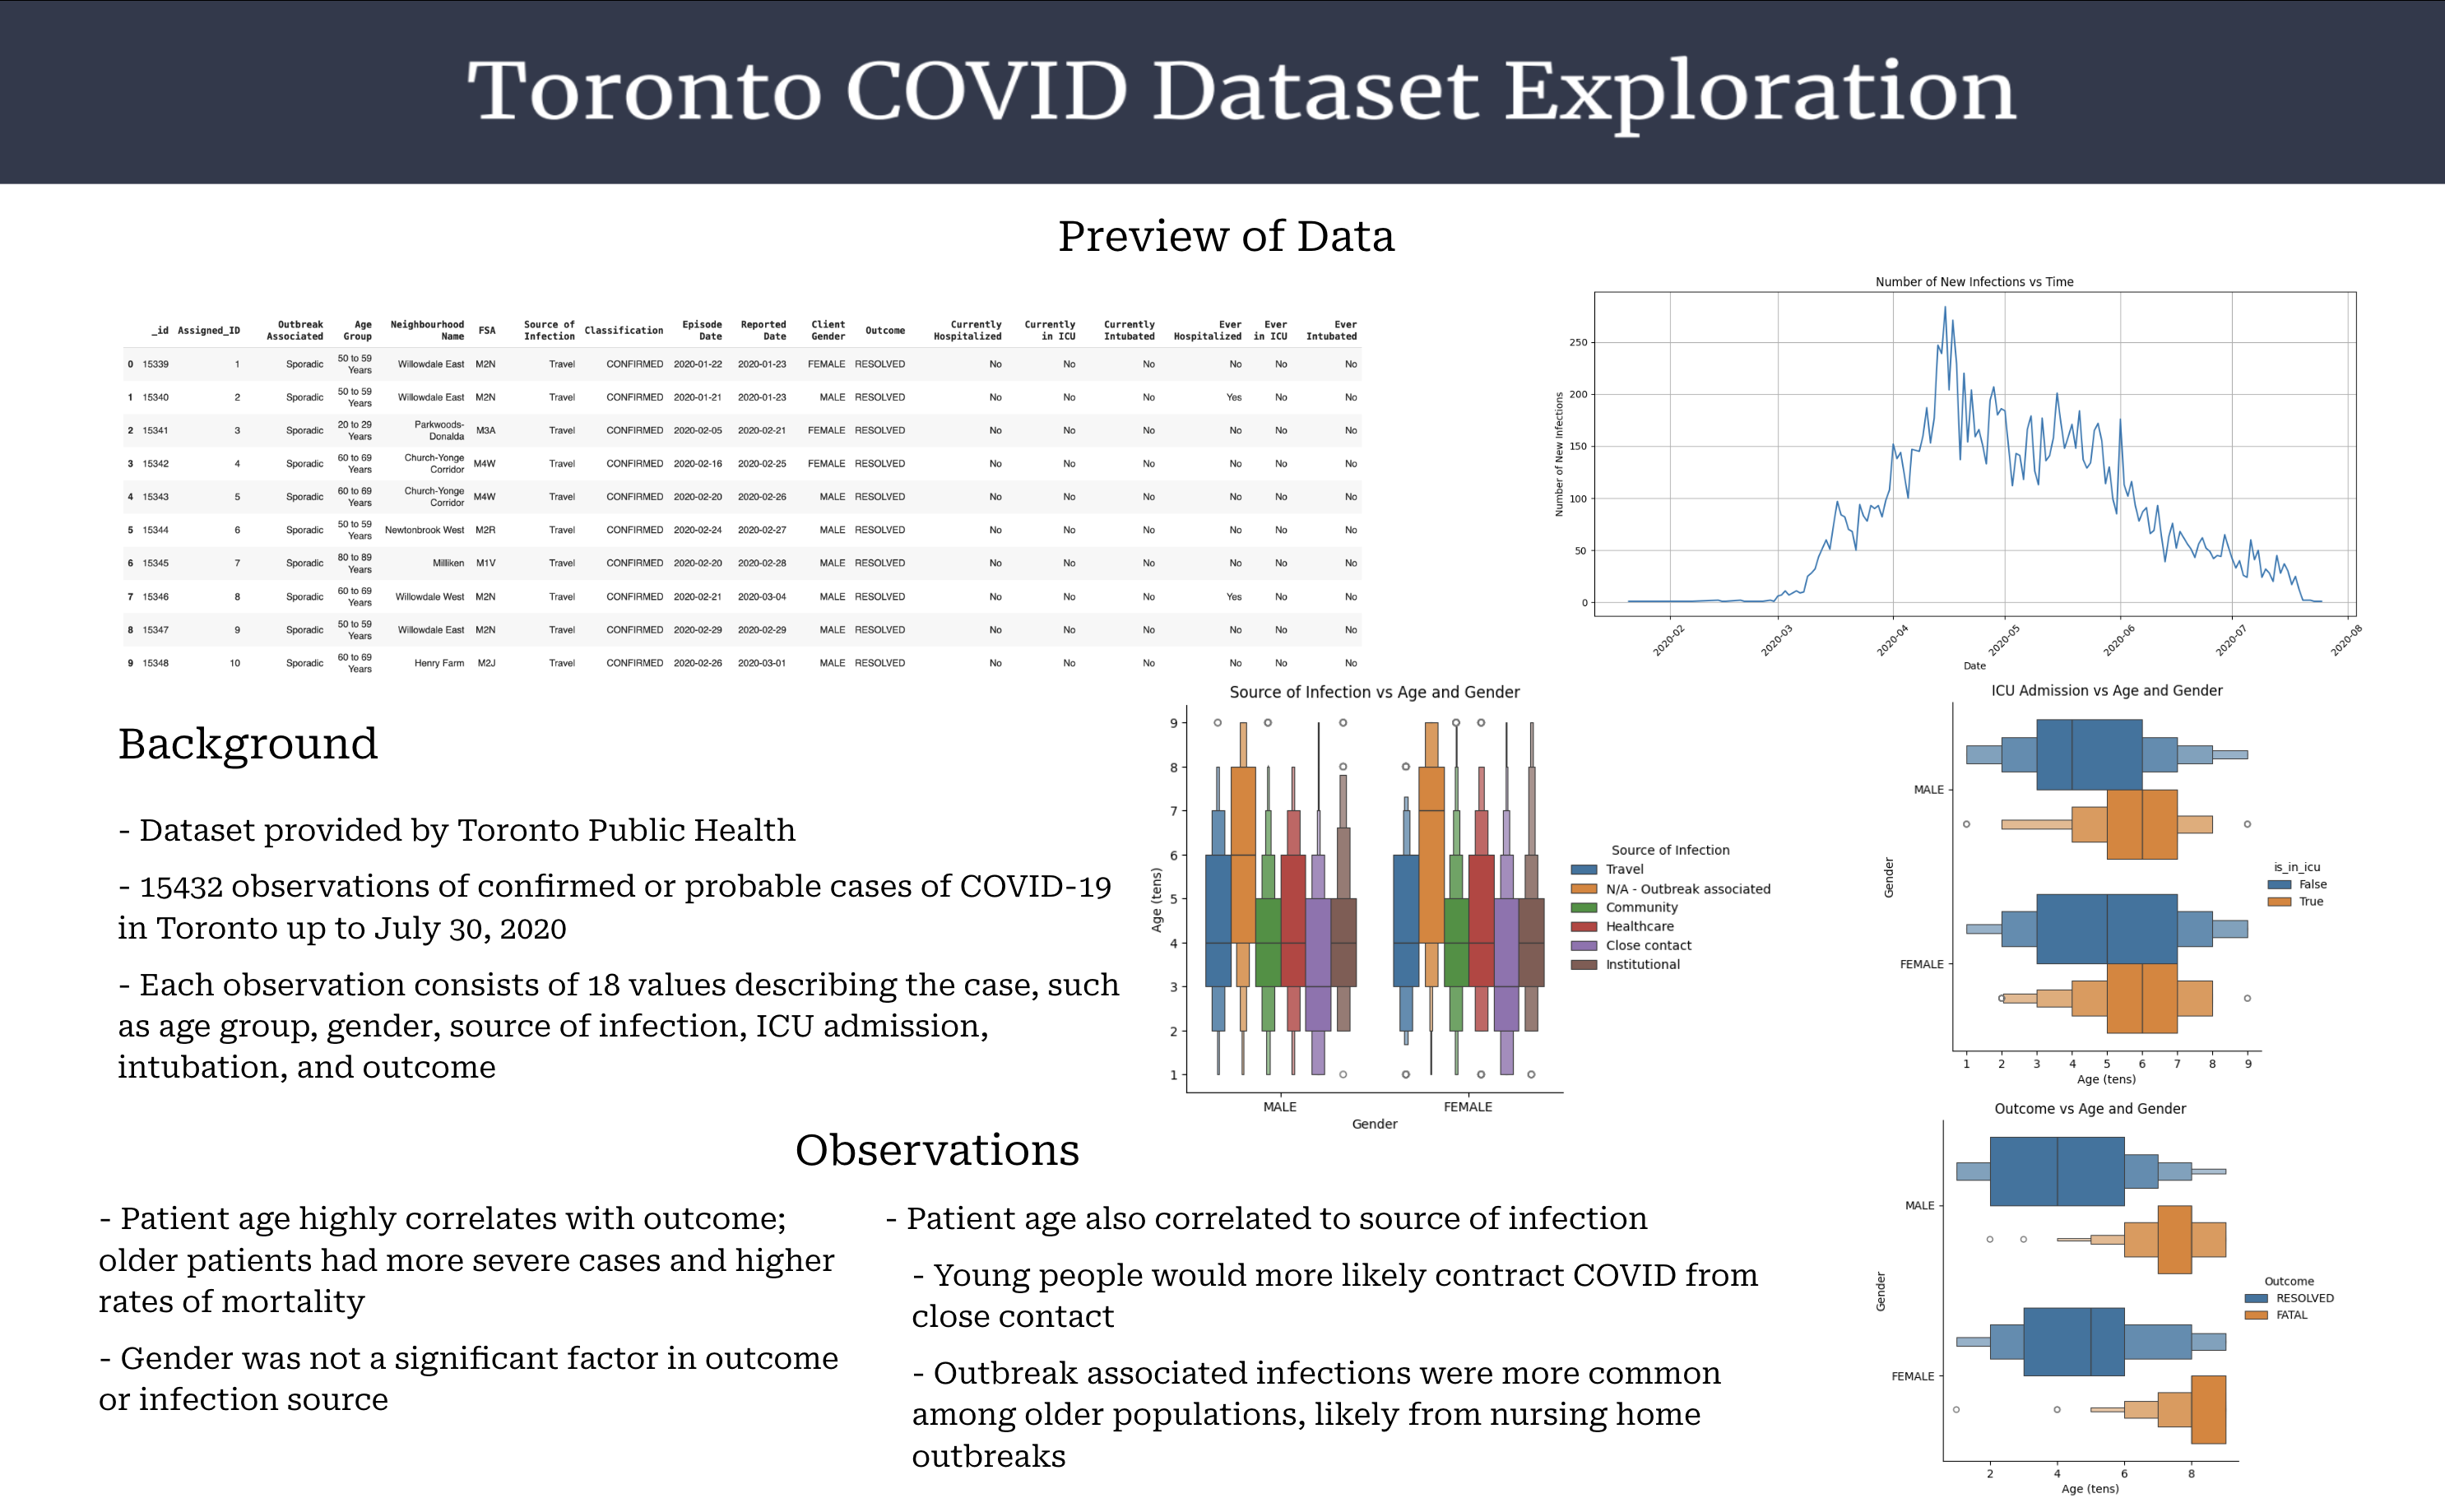 Toronto COVID Dataset Exploration
Preview of Data
_id Assigned_ID Outbreak Associated Age Group Neighbourhood Name FSA Source of Infection Classification Episode Date Reported Date Client Gender Outcome Currently Hospitalized Currently in ICU Currently Intubated Ever Hospitalized Ever in ICU Ever Intubated
0 15339 1 Sporadic 50 to 59 Years Willowdale East M2N Travel CONFIRMED 2020-01-22 2020-01-23 FEMALE RESOLVED No No No No No No
1 15340 2 Sporadic 50 to 59 Years Willowdale East M2N Travel CONFIRMED 2020-01-21 2020-01-23 MALE RESOLVED No No No Yes No No
2 15341 3 Sporadic 20 to 29 Years Parkwoods-Donalda M3A Travel CONFIRMED 2020-02-05 2020-02-21 FEMALE RESOLVED No No No No No No
3 15342 4 Sporadic 60 to 69 Years Church-Yonge Corridor M4W Travel CONFIRMED 2020-02-16 2020-02-25 FEMALE RESOLVED No No No No No No
4 15343 5 Sporadic 60 to 69 Years Church-Yonge Corridor M4W Travel CONFIRMED 2020-02-20 2020-02-26 MALE RESOLVED No No No No No No
5 15344 6 Sporadic 50 to 59 Years Newtonbrook West M2R Travel CONFIRMED 2020-02-24 2020-02-27 MALE RESOLVED No No No No No No
6 15345 7 Sporadic 80 to 89 Years Milliken M1V Travel CONFIRMED 2020-02-20 2020-02-28 MALE RESOLVED No No No No No No
7 15346 8 Sporadic 60 to 69 Years Willowdale West M2N Travel CONFIRMED 2020-02-21 2020-03-04 MALE RESOLVED No No No Yes No No
8 15347 9 Sporadic 50 to 59 Years Willowdale East M2N Travel CONFIRMED 2020-02-29 2020-02-29 MALE RESOLVED No No No No No No
9 15348 10 Sporadic 60 to 69 Years Henry Farm M2J Travel CONFIRMED 2020-02-26 2020-03-01 MALE RESOLVED No No No No No No
Number of New Infections vs Time
Number of New Infections
250
200
150
100
50
0
2020-02 2020-03 2020-04 2020-05 2020-06 2020-07 2020-08
Date
Background
- Dataset provided by Toronto Public Health
- 15432 observations of confirmed or probable cases of COVID-19
in Toronto up to July 30, 2020
- Each observation consists of 18 values describing the case, such
as age group, gender, source of infection, ICU admission,
intubation, and outcome
Source of Infection vs Age and Gender
Age (tens)
9
8
7
6
5
4
3
2
1
MALE FEMALE
Gender
Source of Infection
Travel
N/A - Outbreak associated
Community
Healthcare
Close contact
Institutional
ICU Admission vs Age and Gender
Gender
MALE
FEMALE
1 2 3 4 5 6 7 8 9
Age (tens)
is_in_icu
False
True
Observations
- Patient age highly correlates with outcome;
older patients had more severe cases and higher
rates of mortality
- Gender was not a significant factor in outcome
or infection source
- Patient age also correlated to source of infection
- Young people would more likely contract COVID from
close contact
- Outbreak associated infections were more common
among older populations, likely from nursing home
outbreaks
Outcome vs Age and Gender
Gender
MALE
FEMALE
2 4 6 8
Age (tens)
Outcome
RESOLVED
FATAL